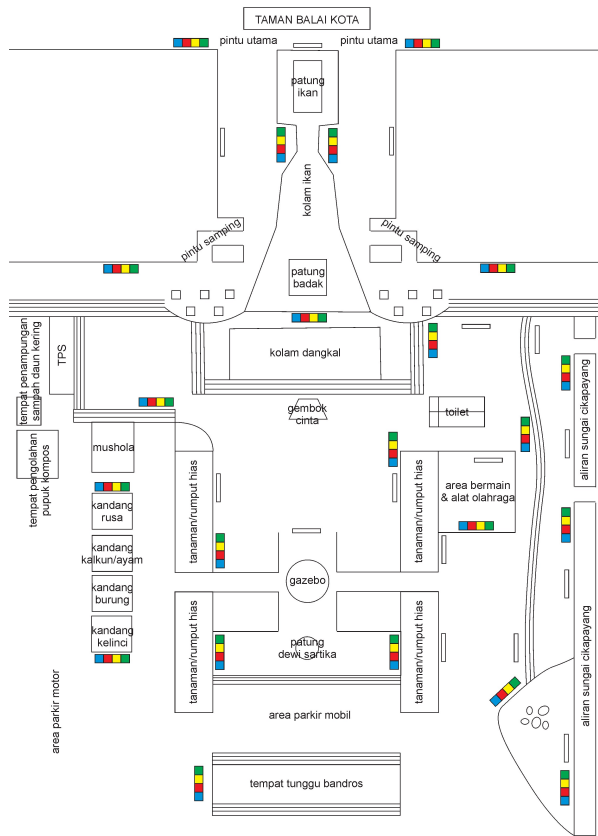 TAMAN BALAI KOTA
pintu utama
pintu utama
patung
ikan
kolam ikan
pintu samping
pintu samping
patung
badak
tempat penampungan
sampah daun kering
TPS
kolam dangkal
gembok
cinta
toilet
aliran sungai cikapayang
tempat pengolahan
pupuk kompos
mushola
tanaman/rumput hias
tanaman/rumput hias
area bermain
& alat olahraga
kandang
rusa
kandang
kalkun/ayam
gazebo
kandang
burung
kandang
kelinci
tanaman/rumput hias
patung
dewi sartika
tanaman/rumput hias
aliran sungai cikapayang
area parkir motor
area parkir mobil
tempat tunggu bandros